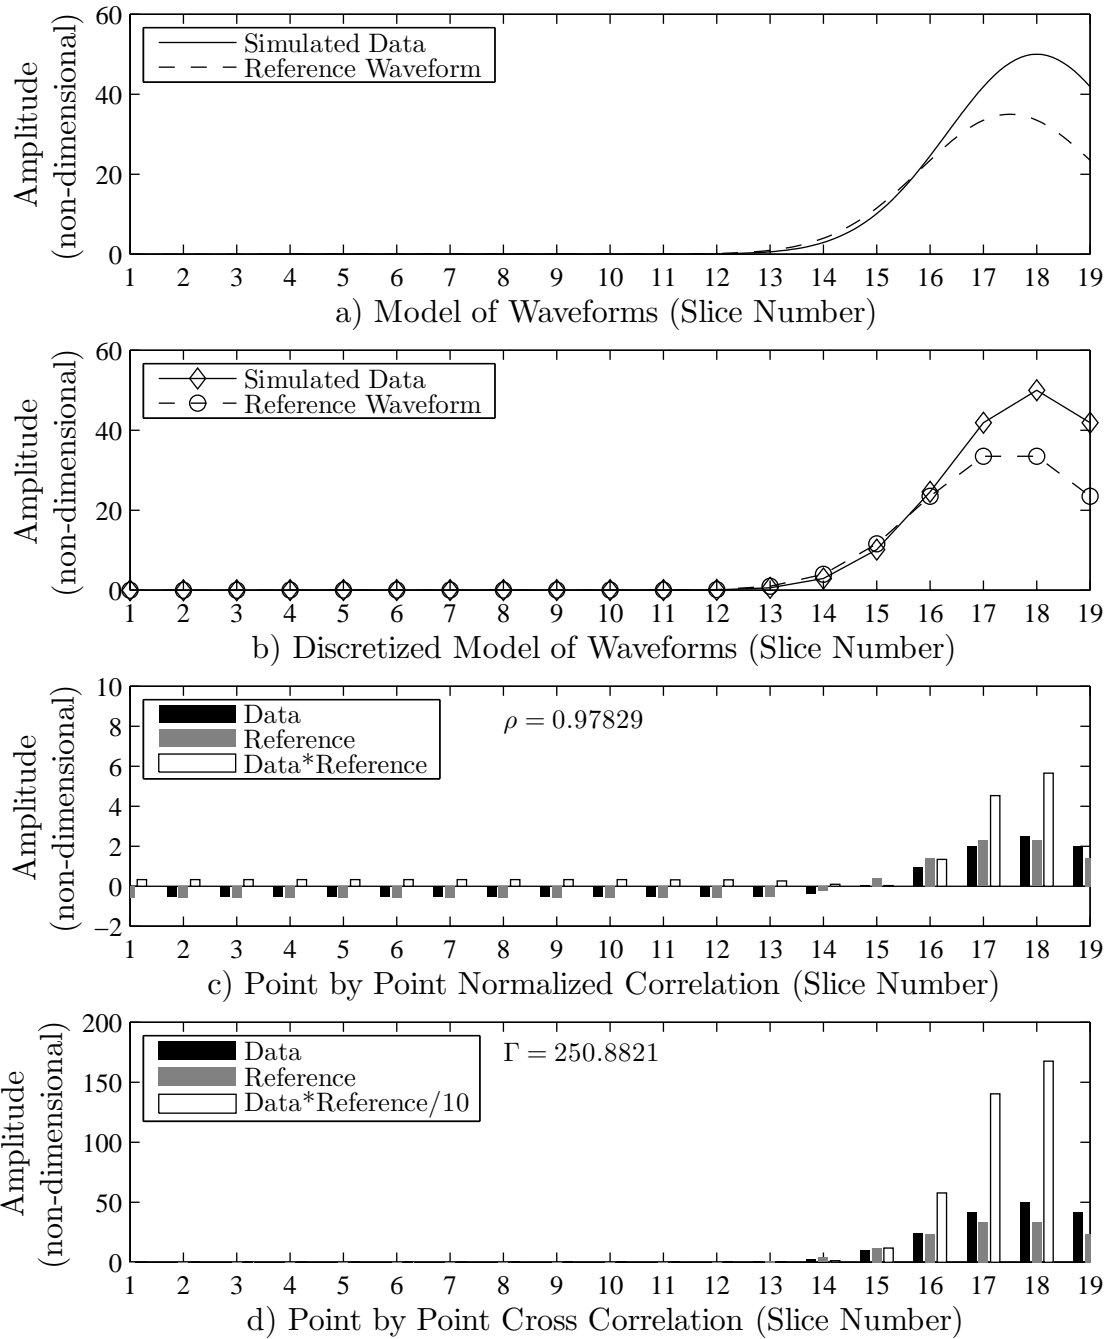 60
40
20
0
Amplitude
(non-dimensional)
Simulated Data
Reference Waveform
1 2 3 4 5 6 7 8 9 10 11 12 13 14 15 16 17 18 19
a) Model of Waveforms (Slice Number)
60
40
20
0
Amplitude
(non-dimensional)
Simulated Data
Reference Waveform
1 2 3 4 5 6 7 8 9 10 11 12 13 14 15 16 17 18 19
b) Discretized Model of Waveforms (Slice Number)
10
8
6
4
2
0
−2
Amplitude
(non-dimensional)
Data
Reference
Data*Reference
ρ = 0.97829
1 2 3 4 5 6 7 8 9 10 11 12 13 14 15 16 17 18 19
c) Point by Point Normalized Correlation (Slice Number)
200
150
100
50
0
Amplitude
(non-dimensional)
Data
Reference
Data*Reference/10
Γ = 250.8821
1 2 3 4 5 6 7 8 9 10 11 12 13 14 15 16 17 18 19
d) Point by Point Cross Correlation (Slice Number)